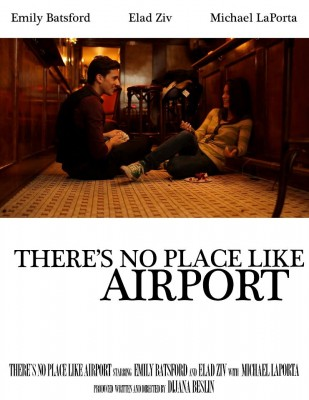 Emily Batsford Elad Ziv Michael LaPorta
THERE'S NO PLACE LIKE
AIRPORT
THERE'S NO PLACE LIKE AIRPORT STARRING EMILY BATSFORD AND ELAD ZIV WITH MICHAEL LAPORTA
PRODUCED WRITTEN AND DIRECTED BY DIJANA BESLIN